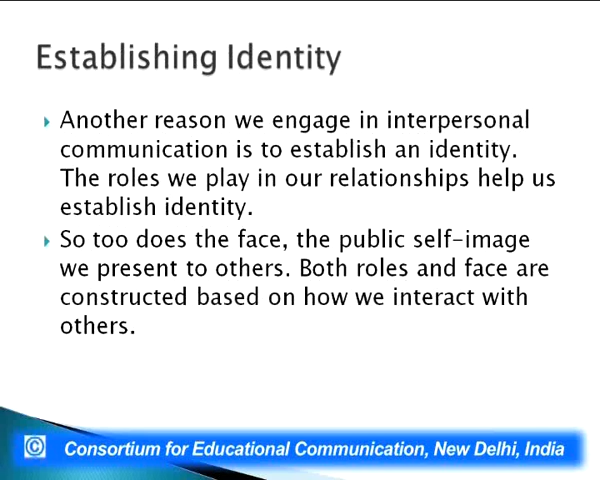 Establishing Identity
Another reason we engage in interpersonal
communication is to establish an identity.
The roles we play in our relationships help us
establish identity.
So too does the face, the public self-image
we present to others. Both roles and face are
constructed based on how we interact with
others.
© Consortium for Educational Communication, New Delhi, India